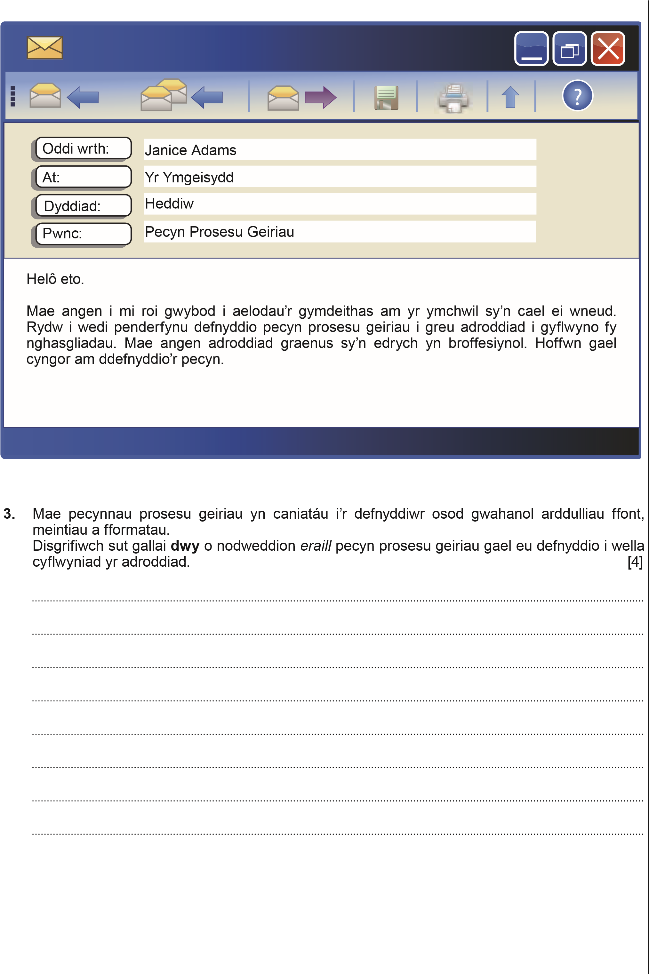 ?
Oddi wrth: Janice Adams
At: Yr Ymgeisydd
Dyddiad: Heddiw
Pwnc: Pecyn Prosesu Geiriau
Helô eto.
Mae angen i mi roi gwybod i aelodau'r gymdeithas am yr ymchwil sy'n cael ei wneud.
Rydw i wedi penderfynu defnyddio pecyn prosesu geiriau i greu adroddiad i gyflwyno fy
nghasgliadau. Mae angen adroddiad graenus sy'n edrych yn broffesiynol. Hoffwn gael
cyngor am ddefnyddio'r pecyn.
3. Mae pecynnau prosesu geiriau yn caniatáu i'r defnyddiwr osod gwahanol arddulliau ffont,
meintiau a fformatau.
Disgrifiwch sut gallai dwy o nodweddion eraill pecyn prosesu geiriau gael eu defnyddio i wella
cyflwyniad yr adroddiad. [4]